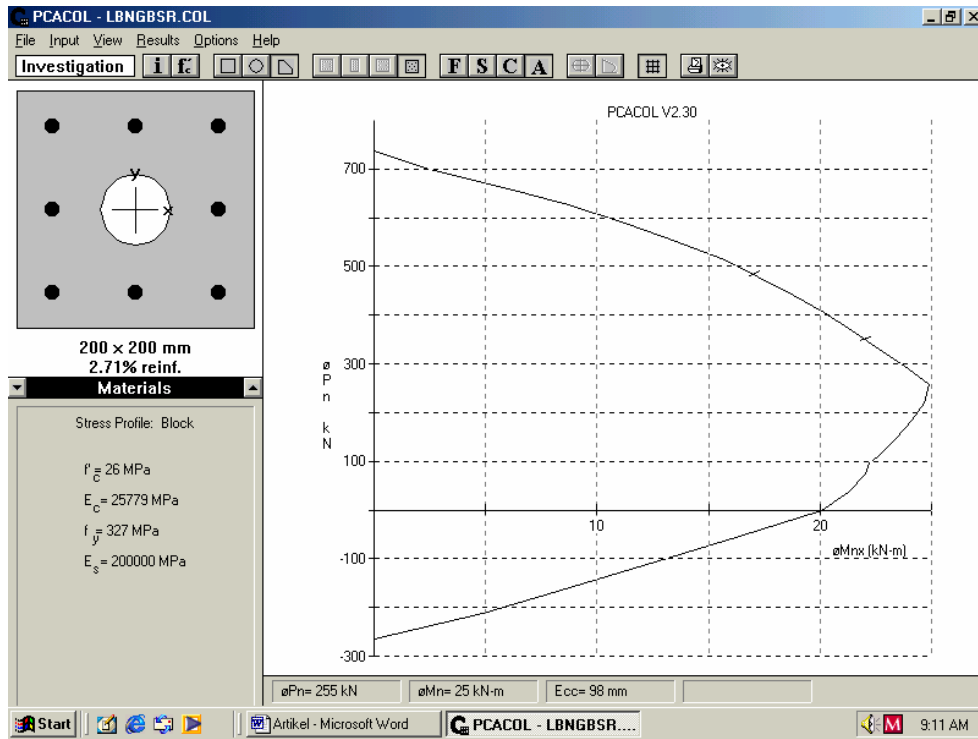 PCACOL - LBNGBSR.COL
File Input View Results Options Help
Investigation i f'c F S C A
y
x
200 x 200 mm
2.71% reinf.
Materials
Stress Profile: Block
f'c = 26 MPa
Ec = 25779 MPa
fy = 327 MPa
Es = 200000 MPa
PCACOL V2.30
700
500
300
100
-100
-300
ø
P
n
k
N
10
20
øMnx (kN-m)
øPn= 255 kN øMn= 25 kN-m Ecc= 98 mm
Start Artikel - Microsoft Word PCACOL - LBNGBSR.... M 9:11 AM